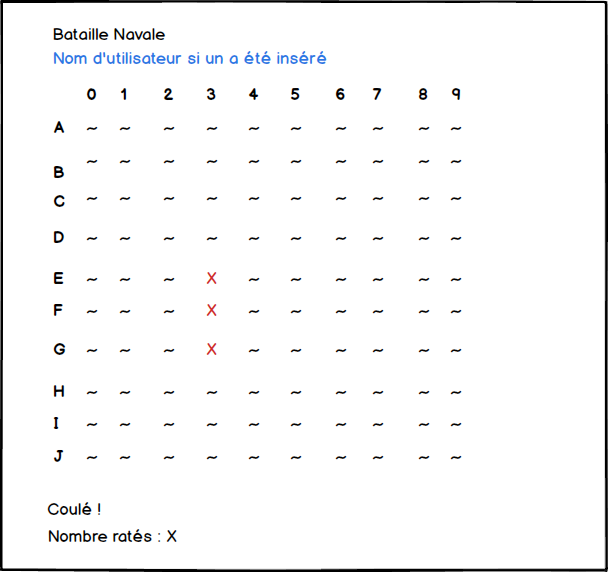 Bataille Navale
Nom d'utilisateur si un a été inséré
0 1 2 3 4 5 6 7 8 9
A ~ ~ ~ ~ ~ ~ ~ ~ ~ ~
B ~ ~ ~ ~ ~ ~ ~ ~ ~ ~
C ~ ~ ~ ~ ~ ~ ~ ~ ~ ~
D ~ ~ ~ ~ ~ ~ ~ ~ ~ ~
E ~ ~ ~ X ~ ~ ~ ~ ~ ~
F ~ ~ ~ X ~ ~ ~ ~ ~ ~
G ~ ~ ~ X ~ ~ ~ ~ ~ ~
H ~ ~ ~ ~ ~ ~ ~ ~ ~ ~
I ~ ~ ~ ~ ~ ~ ~ ~ ~ ~
J ~ ~ ~ ~ ~ ~ ~ ~ ~ ~
Coulé !
Nombre ratés : X